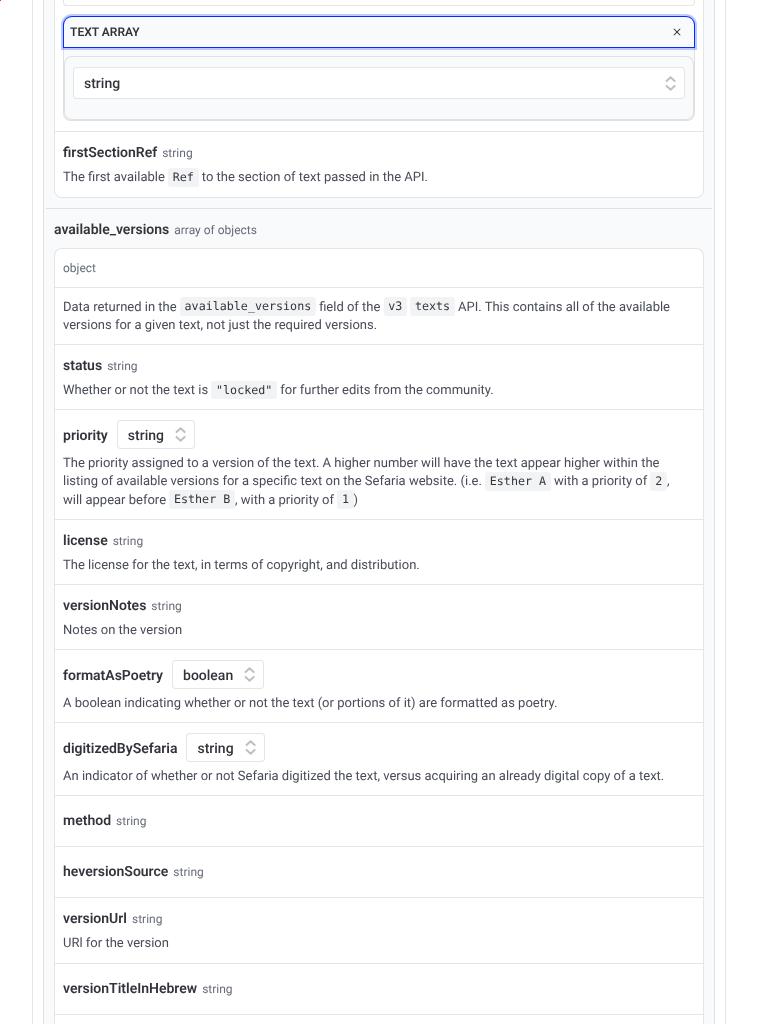 TEXT ARRAY ×
string
firstSectionRef string
The first available Ref to the section of text passed in the API.
available_versions array of objects
object
Data returned in the available_versions field of the v3 texts API. This contains all of the available
versions for a given text, not just the required versions.
status string
Whether or not the text is "locked" for further edits from the community.
priority string
The priority assigned to a version of the text. A higher number will have the text appear higher within the
listing of available versions for a specific text on the Sefaria website. (i.e. Esther A with a priority of 2 ,
will appear before Esther B , with a priority of 1 )
license string
The license for the text, in terms of copyright, and distribution.
versionNotes string
Notes on the version
formatAsPoetry boolean
A boolean indicating whether or not the text (or portions of it) are formatted as poetry.
digitizedBySefaria string
An indicator of whether or not Sefaria digitized the text, versus acquiring an already digital copy of a text.
method string
heversionSource string
versionUrl string
URl for the version
versionTitleInHebrew string